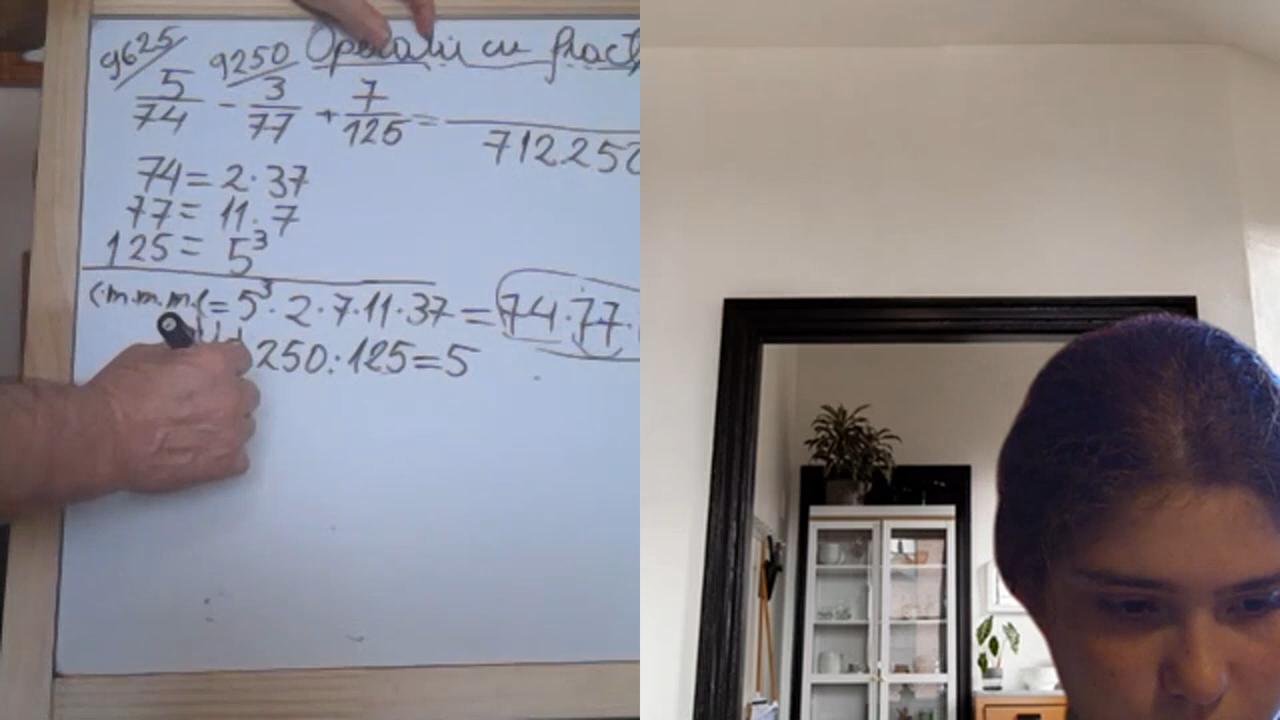 9625 9250 Operații cu fracț
5/74 - 3/77 + 7/125 = 712250
74 = 2·37
77 = 11·7
125 = 5³
c.m.m.m.c = 5³·2·7·11·37 = 74·77·
250:125=5